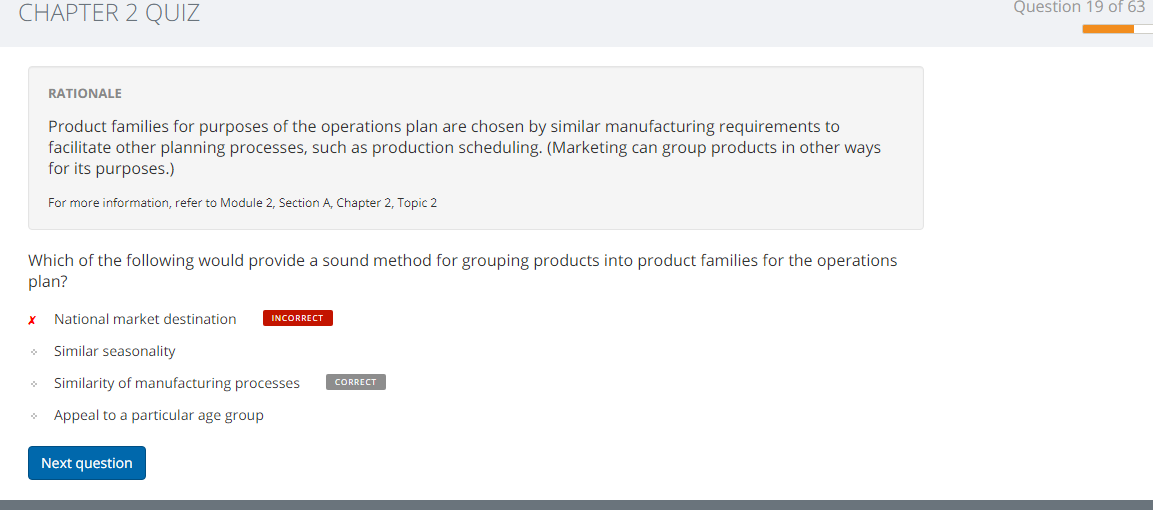 CHAPTER 2 QUIZ
Question 19 of 63
RATIONALE
Product families for purposes of the operations plan are chosen by similar manufacturing requirements to
facilitate other planning processes, such as production scheduling. (Marketing can group products in other ways
for its purposes.)
For more information, refer to Module 2, Section A, Chapter 2, Topic 2
Which of the following would provide a sound method for grouping products into product families for the operations
plan?
✗ National market destination INCORRECT
Similar seasonality
Similarity of manufacturing processes CORRECT
Appeal to a particular age group
Next question